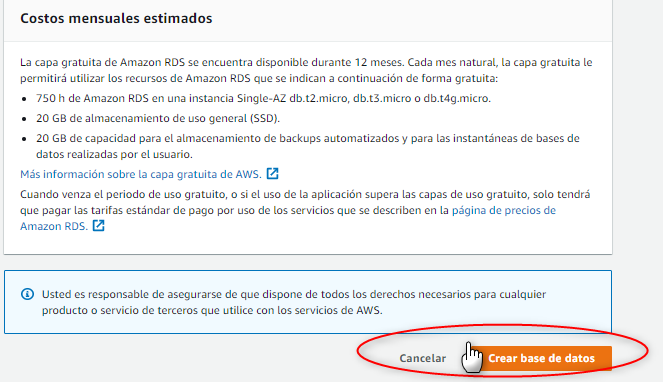 Costos mensuales estimados
La capa gratuita de Amazon RDS se encuentra disponible durante 12 meses. Cada mes natural, la capa gratuita le
permitirá utilizar los recursos de Amazon RDS que se indican a continuación de forma gratuita:
• 750 h de Amazon RDS en una instancia Single-AZ db.t2.micro, db.t3.micro o db.t4g.micro.
• 20 GB de almacenamiento de uso general (SSD).
• 20 GB de capacidad para el almacenamiento de backups automatizados y para las instantáneas de bases de
datos realizadas por el usuario.
Más información sobre la capa gratuita de AWS.
Cuando venza el periodo de uso gratuito, o si el uso de la aplicación supera las capas de uso gratuito, solo tendrá
que pagar las tarifas estándar de pago por uso de los servicios que se describen en la página de precios de
Amazon RDS.
Usted es responsable de asegurarse de que dispone de todos los derechos necesarios para cualquier
producto o servicio de terceros que utilice con los servicios de AWS.
Cancelar Crear base de datos